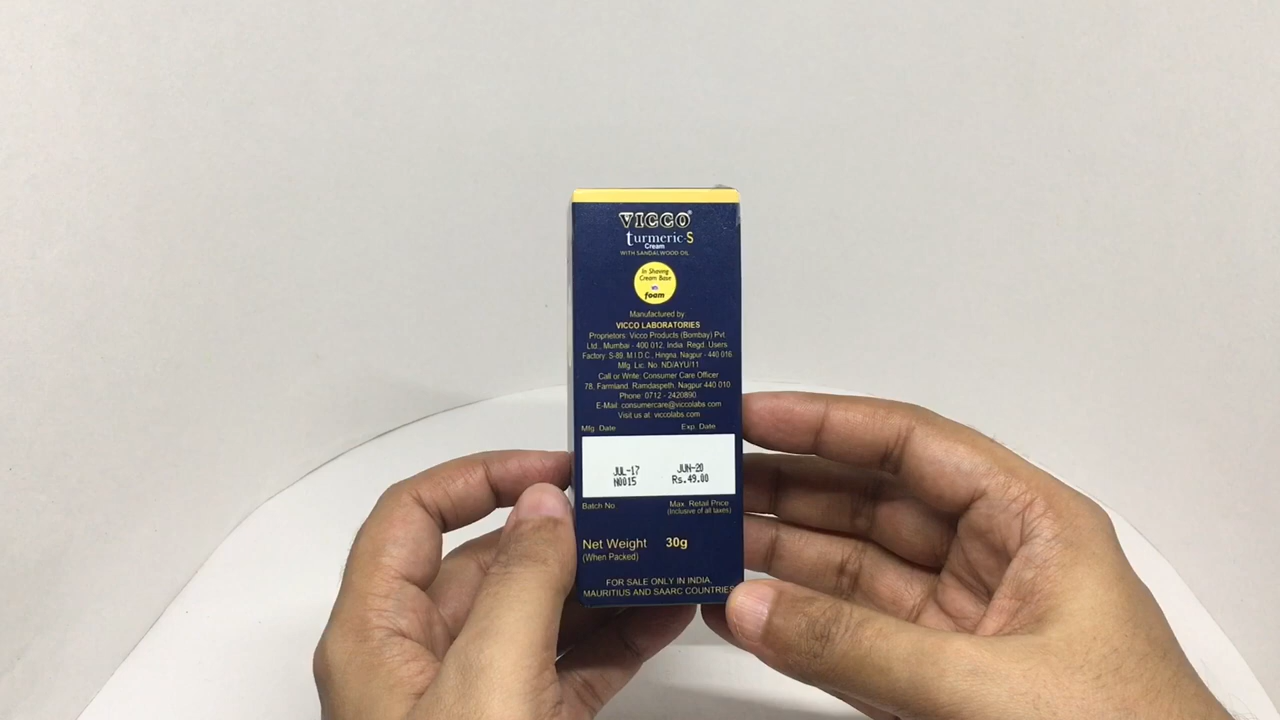 VICCO®
turmeric-S
Cream
WITH SANDALWOOD OIL
In Shaving
Cream Base
foam
Manufactured by
VICCO LABORATORIES
Proprietors: Vicco Products (Bombay) Pvt.
Ltd., Mumbai - 400 012. India. Regd. Users
Factory S-89, M.I.D.C., Hingna, Nagpur - 440 016
Mfg. Lic. No. ND/AYU/11
Call or Write: Consumer Care Officer
78, Farmland, Ramdaspeth, Nagpur 440 010
Phone: 0712 - 2420890
E-Mail: consumercare@viccolabs.com
Visit us at: viccolabs.com
Mfg. Date Exp. Date
JUL-17 JUN-20
N0015 Rs.49.00
Batch No. Max. Retail Price
(Inclusive of all taxes)
Net Weight 30g
(When Packed)
FOR SALE ONLY IN INDIA,
MAURITIUS AND SAARC COUNTRIES